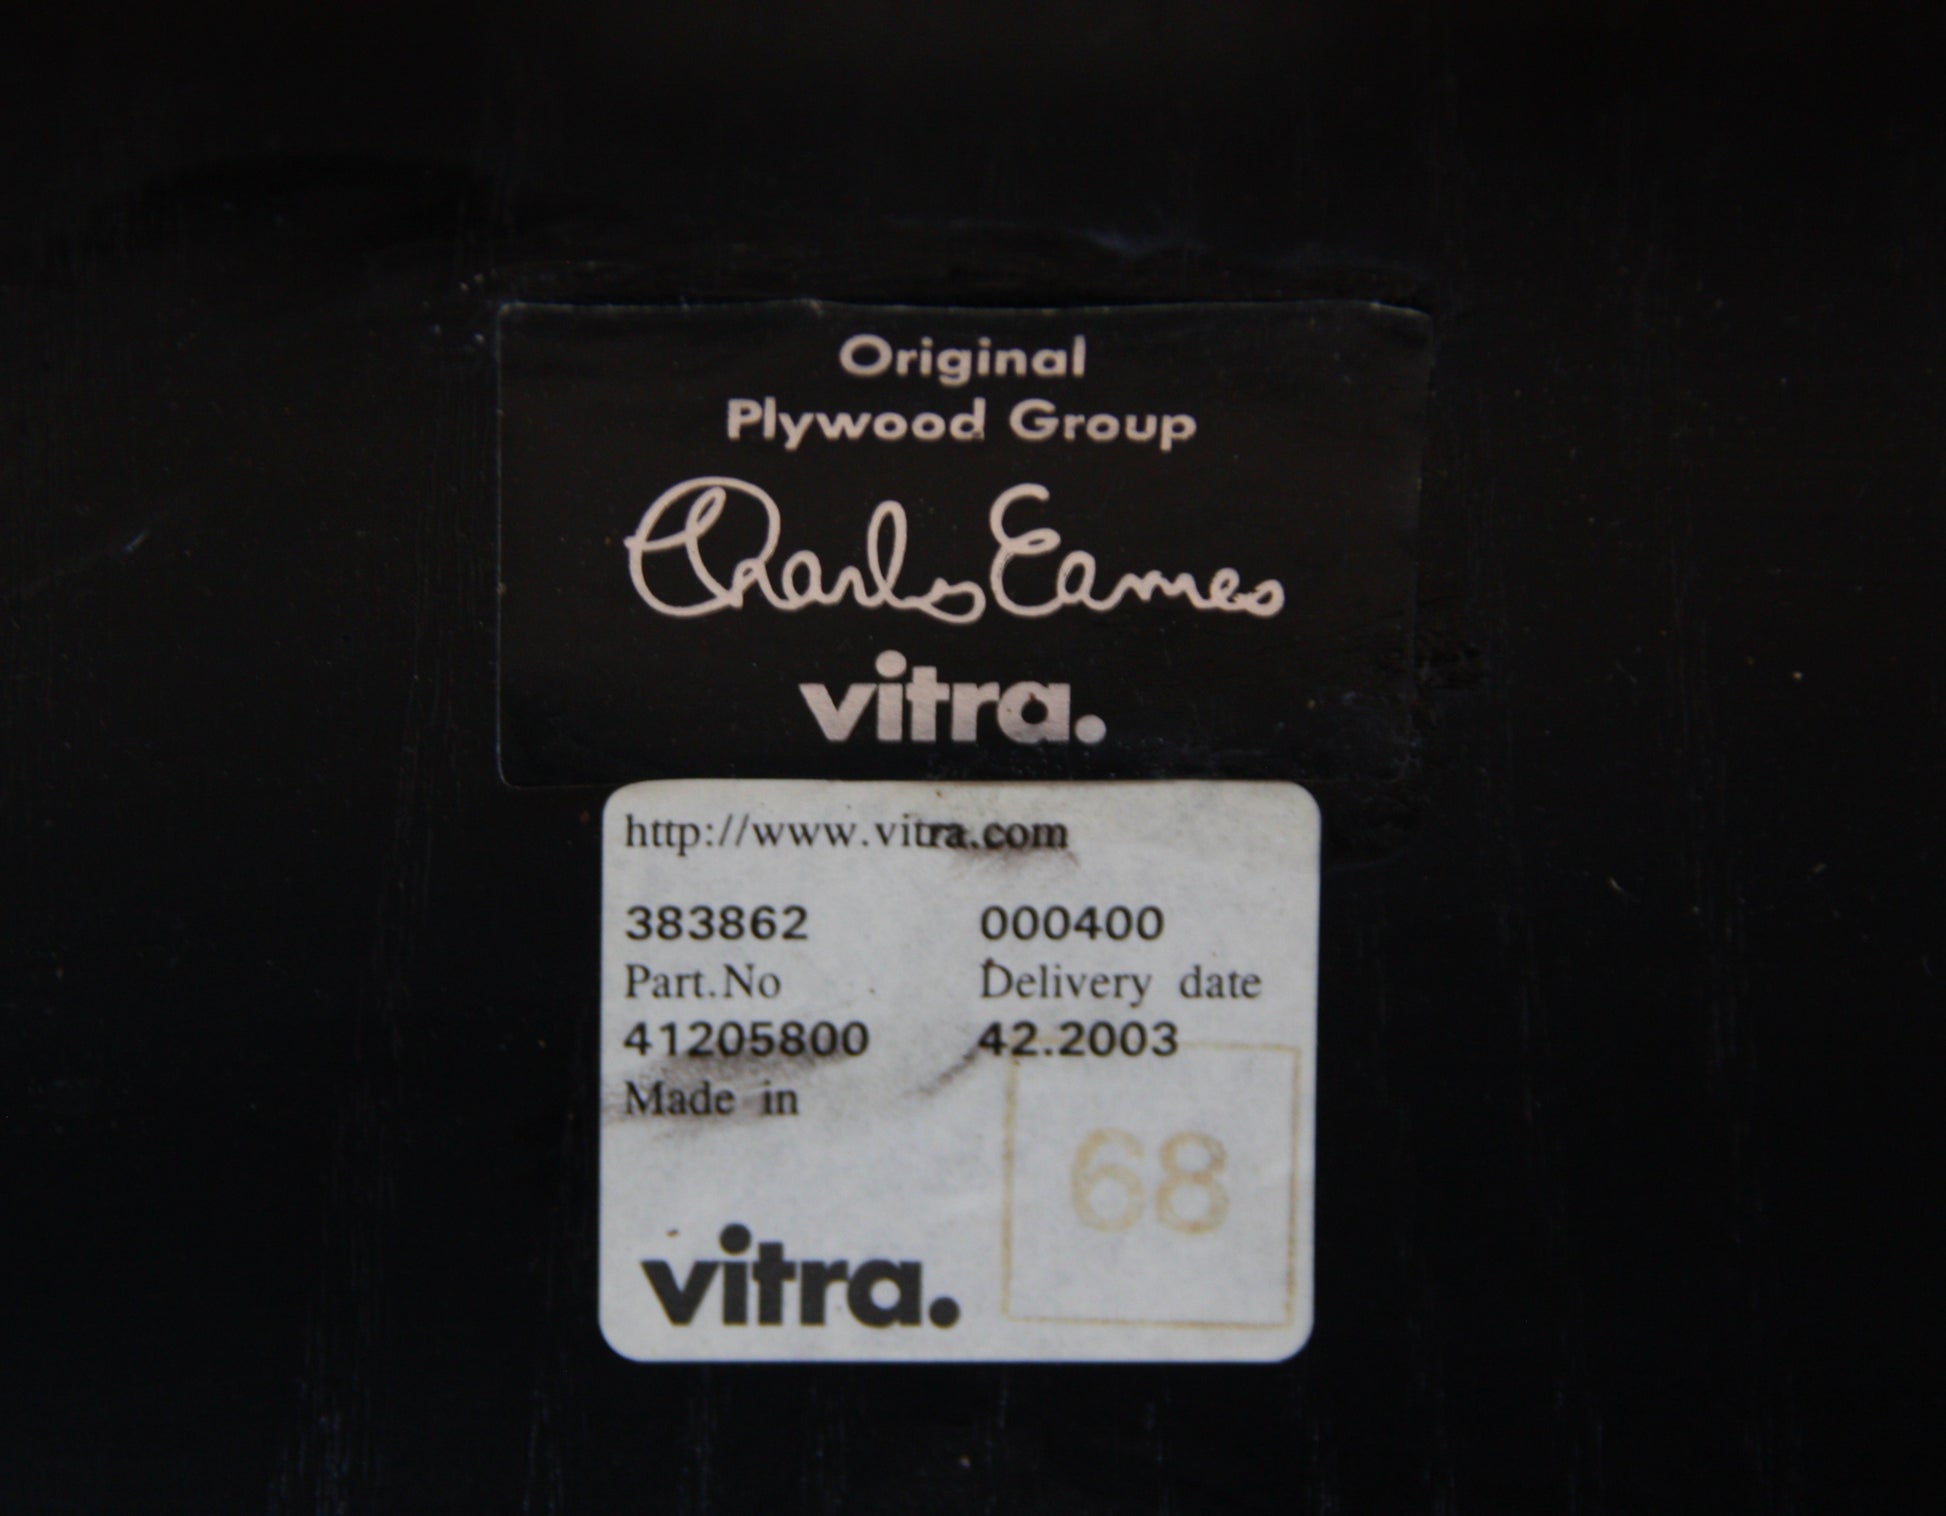 Original
Plywood Group
Charles Eames
vitra.
http://www.vitra.com
383862 000400
Part.No Delivery date
41205800 42.2003
Made in
68
vitra.